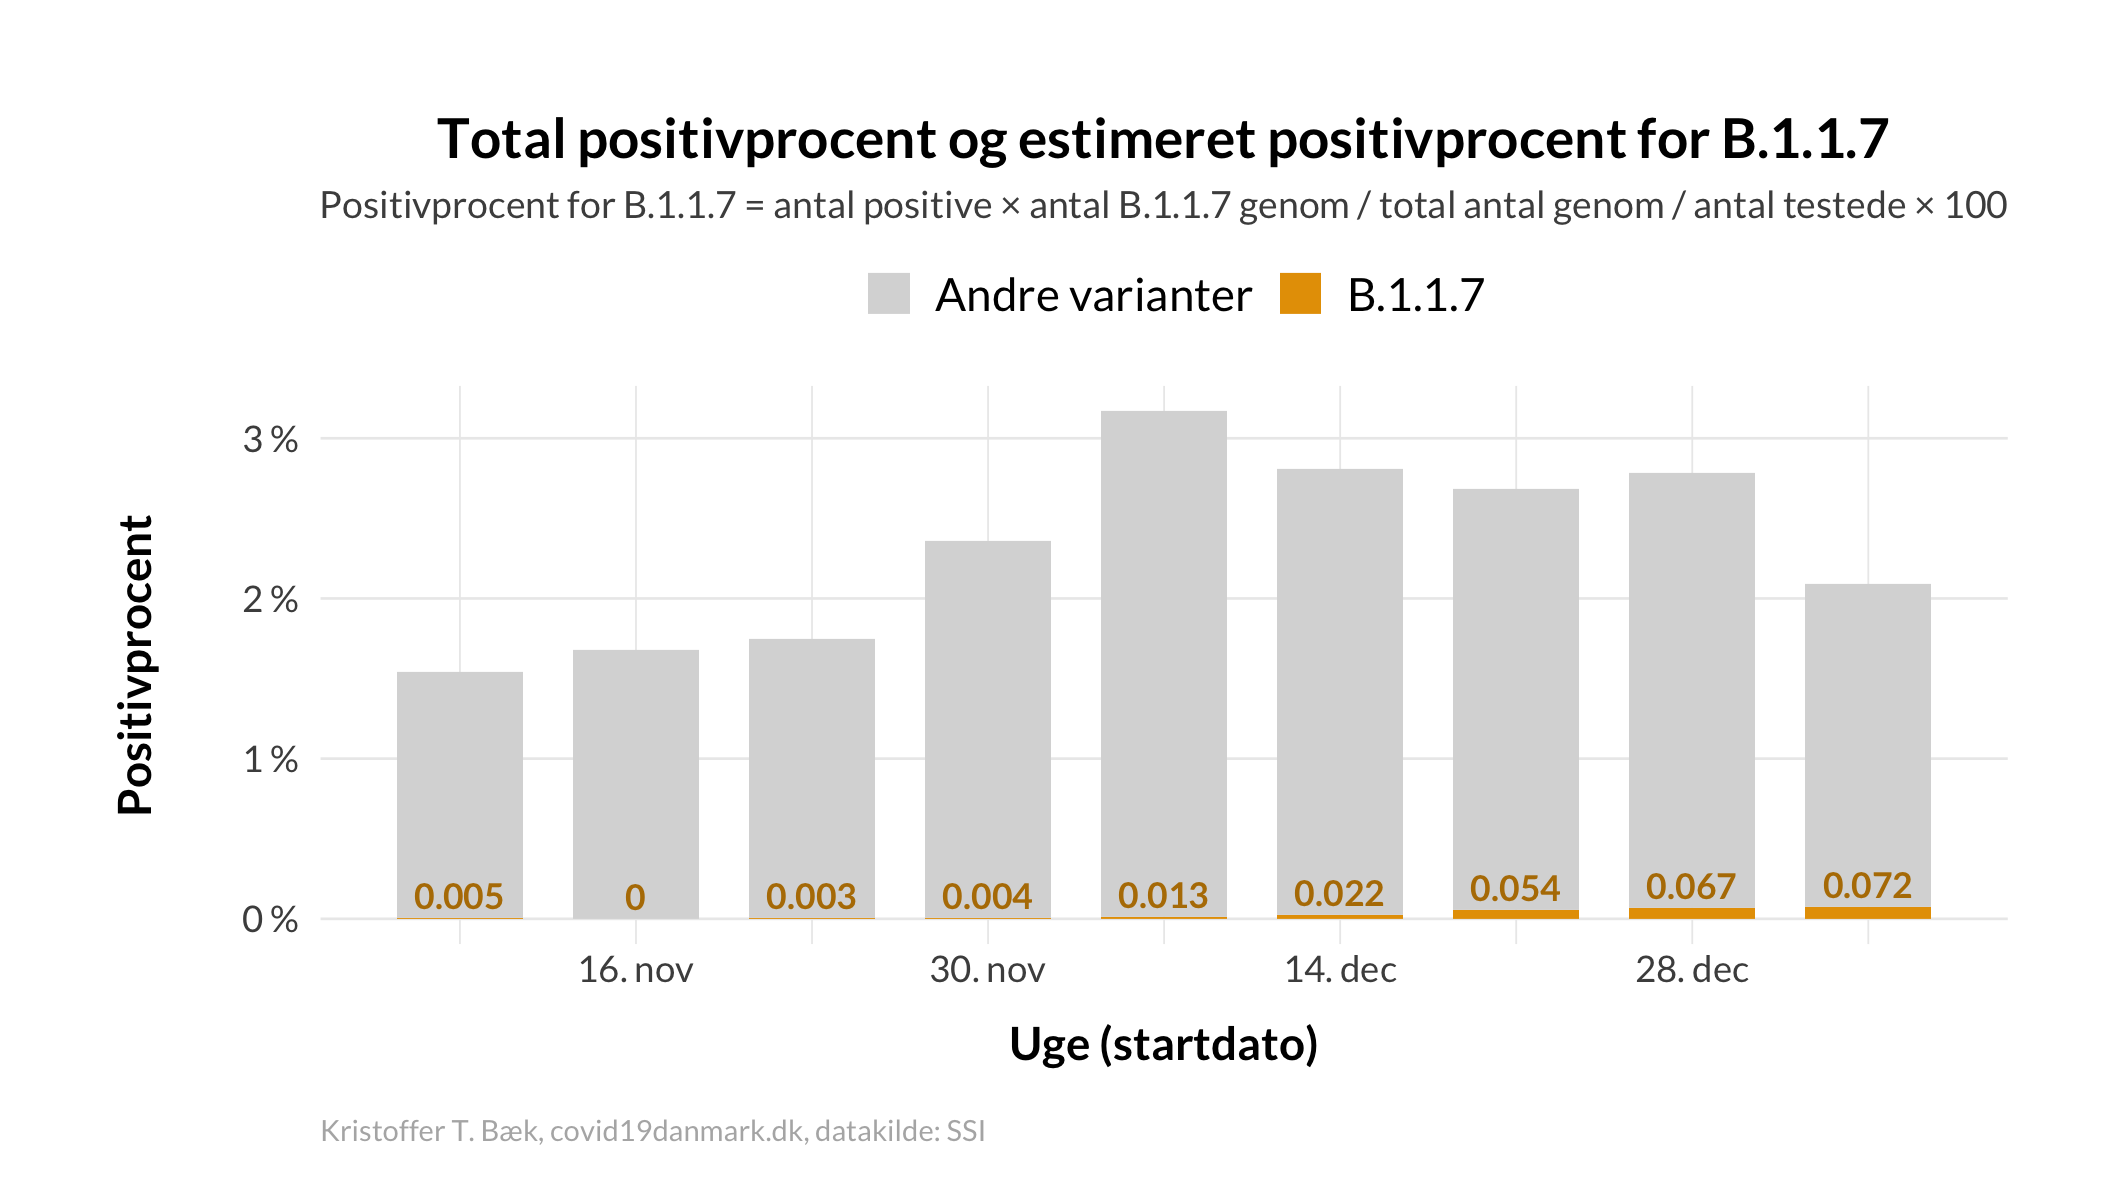 Total positivprocent og estimeret positivprocent for B.1.1.7
Positivprocent for B.1.1.7 = antal positive × antal B.1.1.7 genom / total antal genom / antal testede × 100
Andre varianter B.1.1.7
Positivprocent
3 %
2 %
1 %
0 %
0.005 0 0.003 0.004 0.013 0.022 0.054 0.067 0.072
16. nov 30. nov 14. dec 28. dec
Uge (startdato)
Kristoffer T. Bæk, covid19danmark.dk, datakilde: SSI